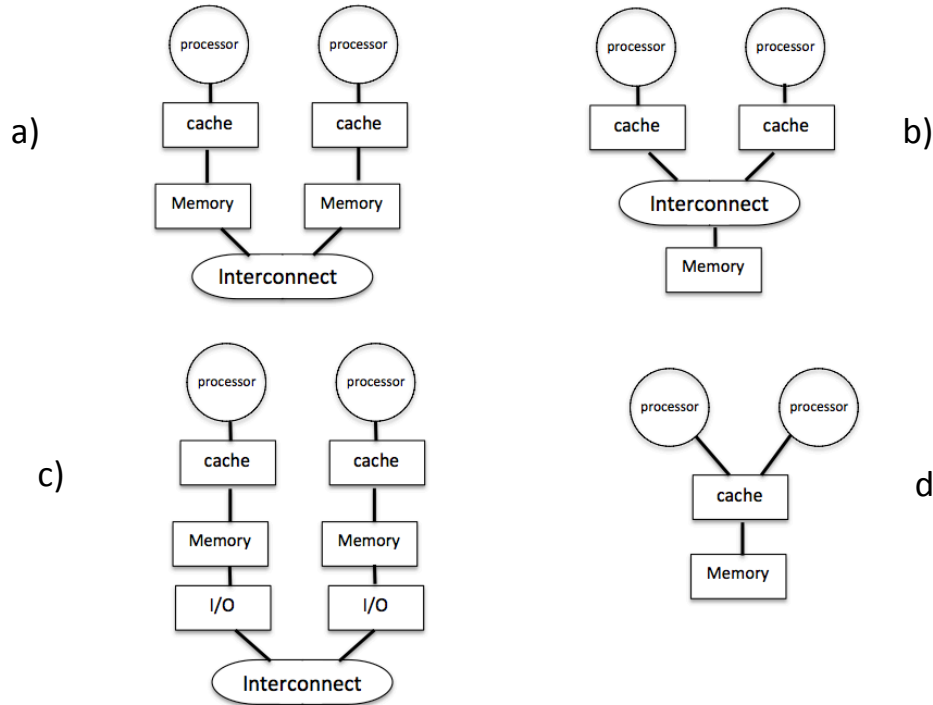 processor processor
a) cache cache
Memory Memory
Interconnect
processor processor
cache cache b)
Interconnect
Memory
processor processor
c) cache cache
Memory Memory
I/O I/O
Interconnect
processor processor
cache d
Memory